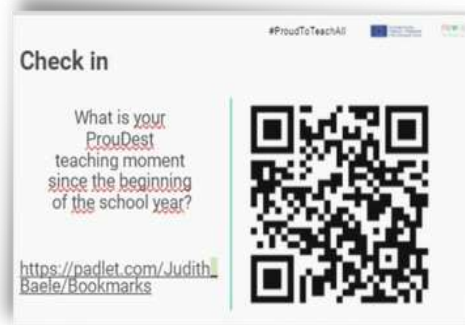 #ProudToTeachAll
Check in
What is your
ProuDest
teaching moment
since the beginning
of the school year?
https://padlet.com/Judith_
Baele/Bookmarks